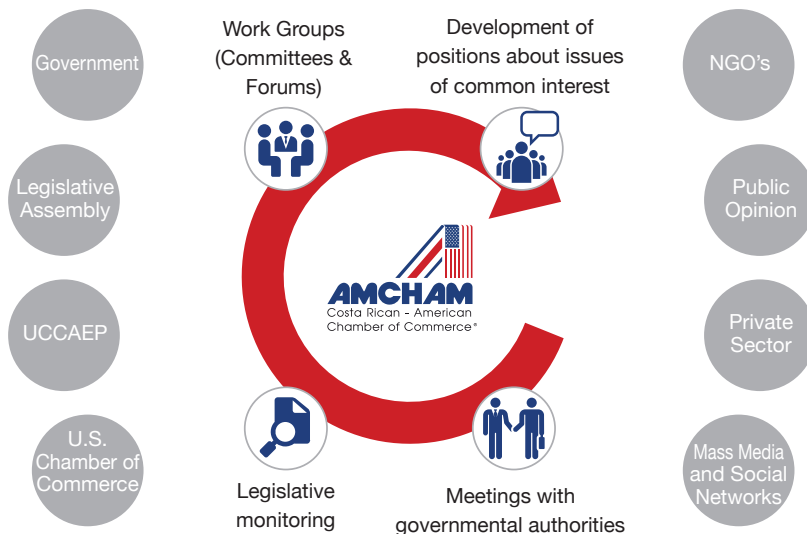 Government
Legislative
Assembly
UCCAEP
U.S.
Chamber of
Commerce
Work Groups
(Committees &
Forums)
Development of
positions about issues
of common interest
AMCHAM
Costa Rican - American
Chamber of Commerce®
Legislative
monitoring
Meetings with
governmental authorities
NGO's
Public
Opinion
Private
Sector
Mass Media
and Social
Networks